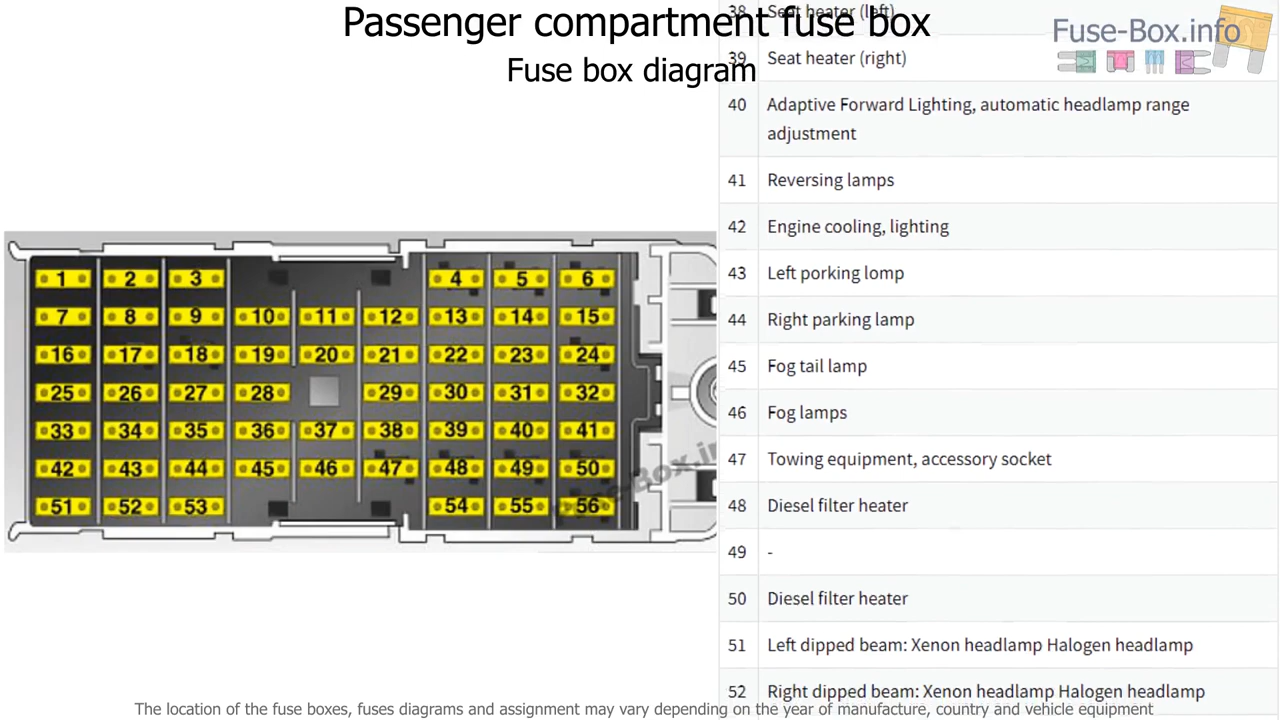 Passenger compartment fuse box
Fuse box diagram
Fuse-Box.info
38 Seat heater (left)
39 Seat heater (right)
40 Adaptive Forward Lighting, automatic headlamp range
adjustment
41 Reversing lamps
42 Engine cooling, lighting
43 Left porking lomp
44 Right parking lamp
45 Fog tail lamp
46 Fog lamps
47 Towing equipment, accessory socket
48 Diesel filter heater
49 -
50 Diesel filter heater
51 Left dipped beam: Xenon headlamp Halogen headlamp
52 Right dipped beam: Xenon headlamp Halogen headlamp
1 2 3 4 5 6
7 8 9 10 11 12 13 14 15
16 17 18 19 20 21 22 23 24
25 26 27 28 29 30 31 32
33 34 35 36 37 38 39 40 41
42 43 44 45 46 47 48 49 50
51 52 53 54 55 56
The location of the fuse boxes, fuses diagrams and assignment may vary depending on the year of manufacture, country and vehicle equipment